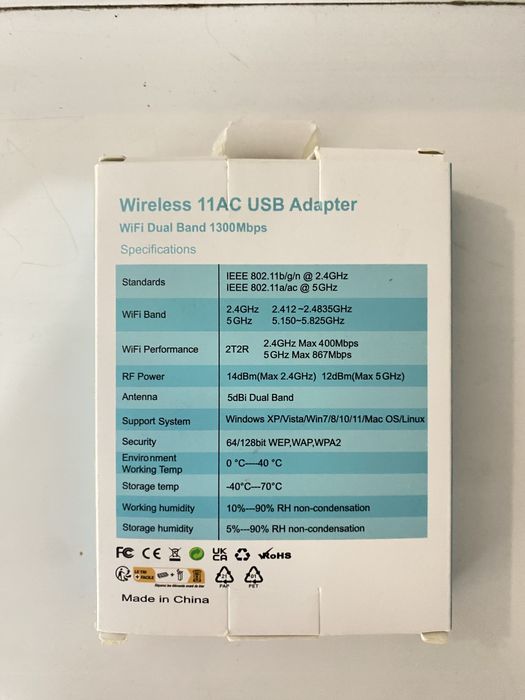 Wireless 11AC USB Adapter
WiFi Dual Band 1300Mbps
Specifications
Standards IEEE 802.11b/g/n @ 2.4GHz
IEEE 802.11a/ac @ 5GHz
WiFi Band 2.4GHz 2.412~2.4835GHz
5GHz 5.150~5.825GHz
WiFi Performance 2T2R 2.4GHz Max 400Mbps
5GHz Max 867Mbps
RF Power 14dBm(Max 2.4GHz) 12dBm(Max 5GHz)
Antenna 5dBi Dual Band
Support System Windows XP/Vista/Win7/8/10/11/Mac OS/Linux
Security 64/128bit WEP,WAP,WPA2
Environment
Working Temp 0 °C----40 °C
Storage temp -40°C---70°C
Working humidity 10%---90% RH non-condensation
Storage humidity 5%---90% RH non-condensation
FC CE UK
CA RoHS
LE TRI
+ FACILE
PAP PET
Made in China